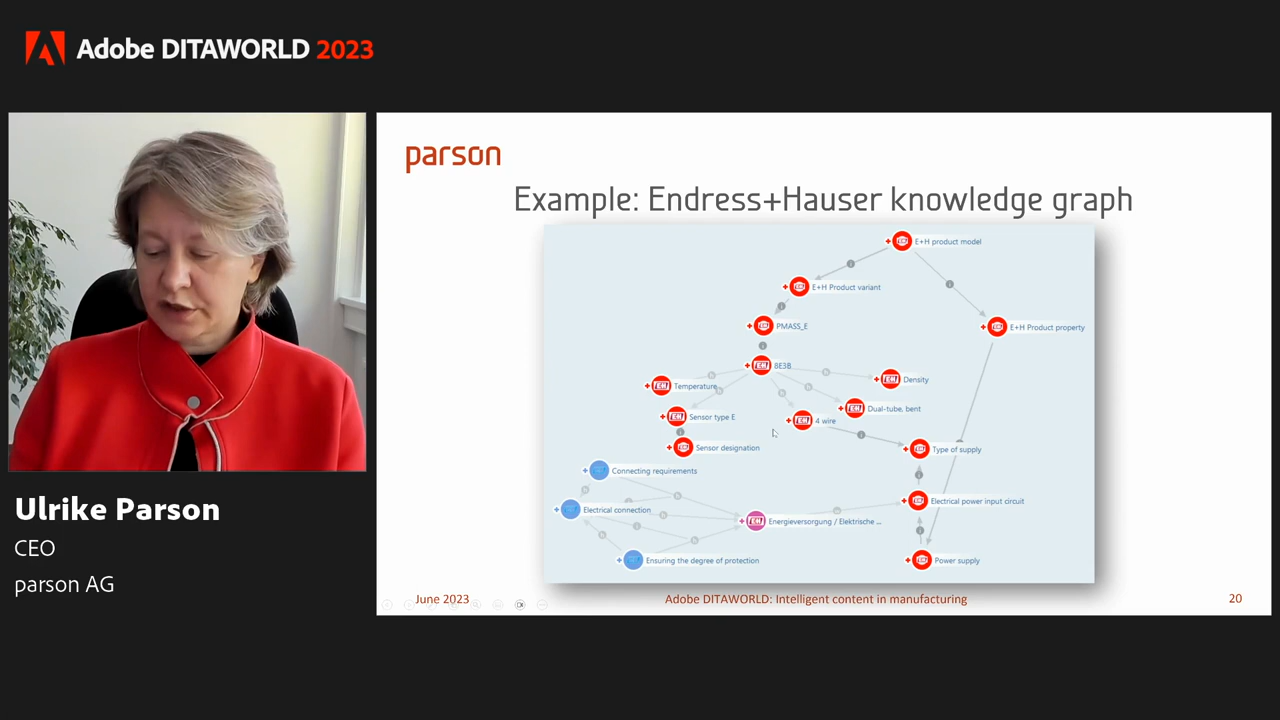 Adobe DITAWORLD 2023
parson
Example: Endress+Hauser knowledge graph
E+H product model
E+H Product variant
PMASS_E
E+H Product property
8E3B
Temperature
Density
Dual-tube, bent
Sensor type E
4 wire
Sensor designation
Type of supply
Connecting requirements
Electrical power input circuit
Electrical connection
Energieversorgung / Elektrische ...
Ensuring the degree of protection
Power supply
June 2023
Adobe DITAWORLD: Intelligent content in manufacturing
20
Ulrike Parson
CEO
parson AG